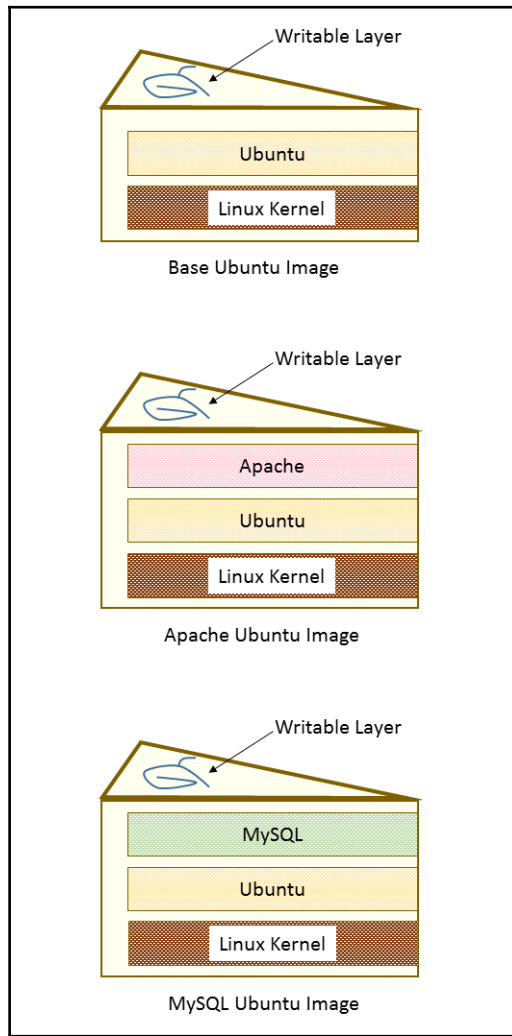 Writable Layer
Ubuntu
Linux Kernel
Base Ubuntu Image
Writable Layer
Apache
Ubuntu
Linux Kernel
Apache Ubuntu Image
Writable Layer
MySQL
Ubuntu
Linux Kernel
MySQL Ubuntu Image